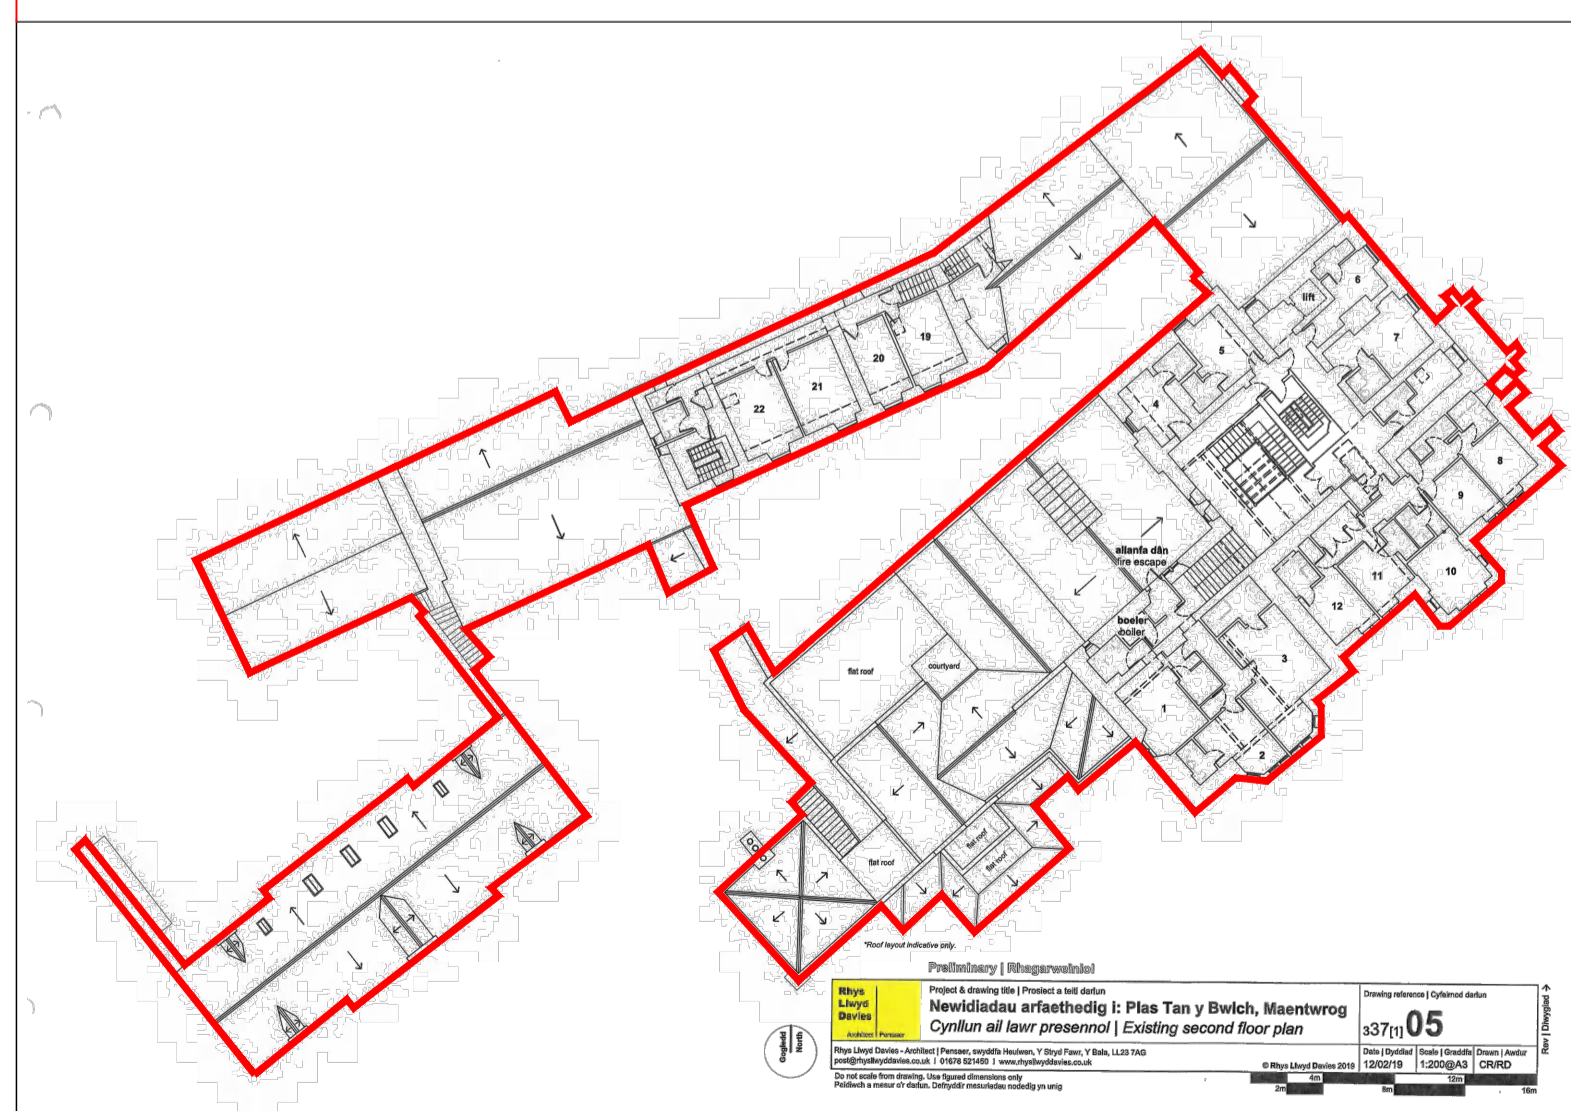 6
lift
7
5
19
20
21
22
4
8
9
allanfa dân
fire escape
10
11
12
boeler
boiler
3
flat roof
courtyard
1
2
flat roof
flat roof
flat roof
*Roof layout indicative only.
Preliminary | Rhagarweiniol
Rhys
Llwyd
Davies
Architect | Pensaer
Project & drawing title | Prosiect a teitl darlun
Newidiadau arfaethedig i: Plas Tan y Bwlch, Maentwrog
Cynllun ail lawr presennol | Existing second floor plan
Drawing reference | Cyfeirnod darlun
337[1]05
Rev | Diwygiad
Gogledd
North
Rhys Llwyd Davies - Architect | Pensaer, swyddfa Heulwen, Y Stryd Fawr, Y Bala, LL23 7AG
post@rhysllwyddavies.co.uk I 01678 521450 I www.rhysllwyddavies.co.uk
© Rhys Llwyd Davies 2019
Date | Dyddiad
12/02/19
Scale | Graddfa
1:200@A3
Drawn | Awdur
CR/RD
Do not scale from drawing. Use figured dimensions only
Peidiwch a mesur o'r darlun. Defnyddir mesuriadau nodedig yn unig
4m
12m
2m
8m
16m